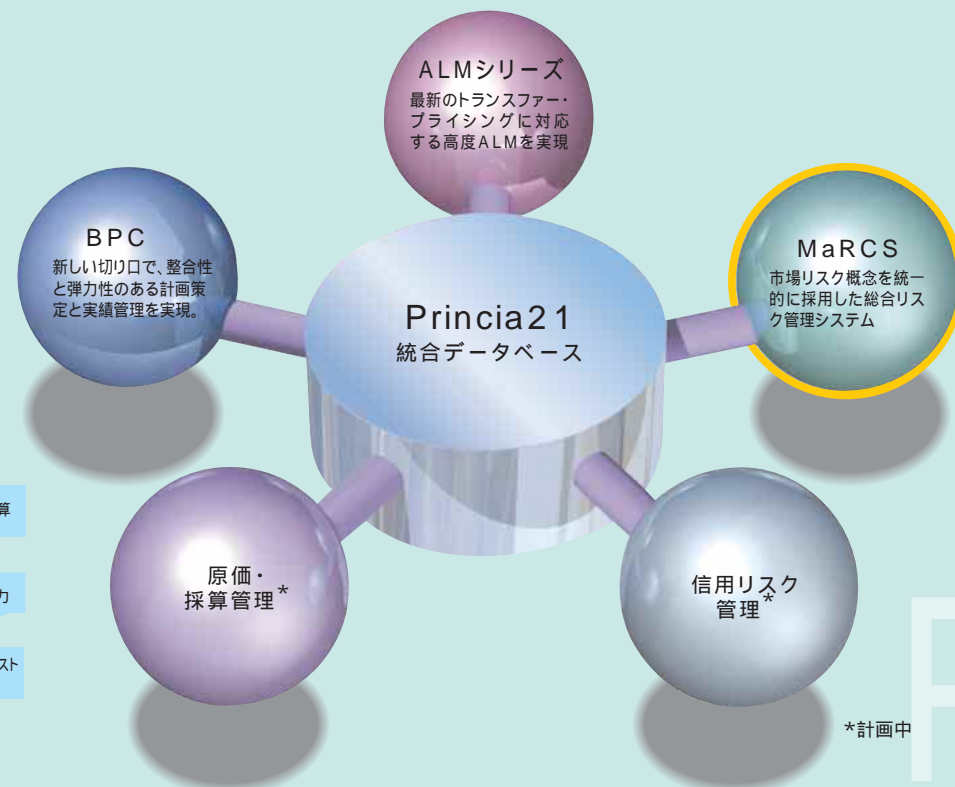 ALMシリーズ
最新のトランスファー・
プライシングに対応
する高度ALMを実現
BPC
新しい切り口で、整合性
と弾力性のある計画策
定と実績管理を実現。
MaRCS
市場リスク概念を統一
的に採用した総合リス
ク管理システム
Princia21
統合データベース
算
力
スト
原価・
採算管理*
信用リスク
管理*
*計画中